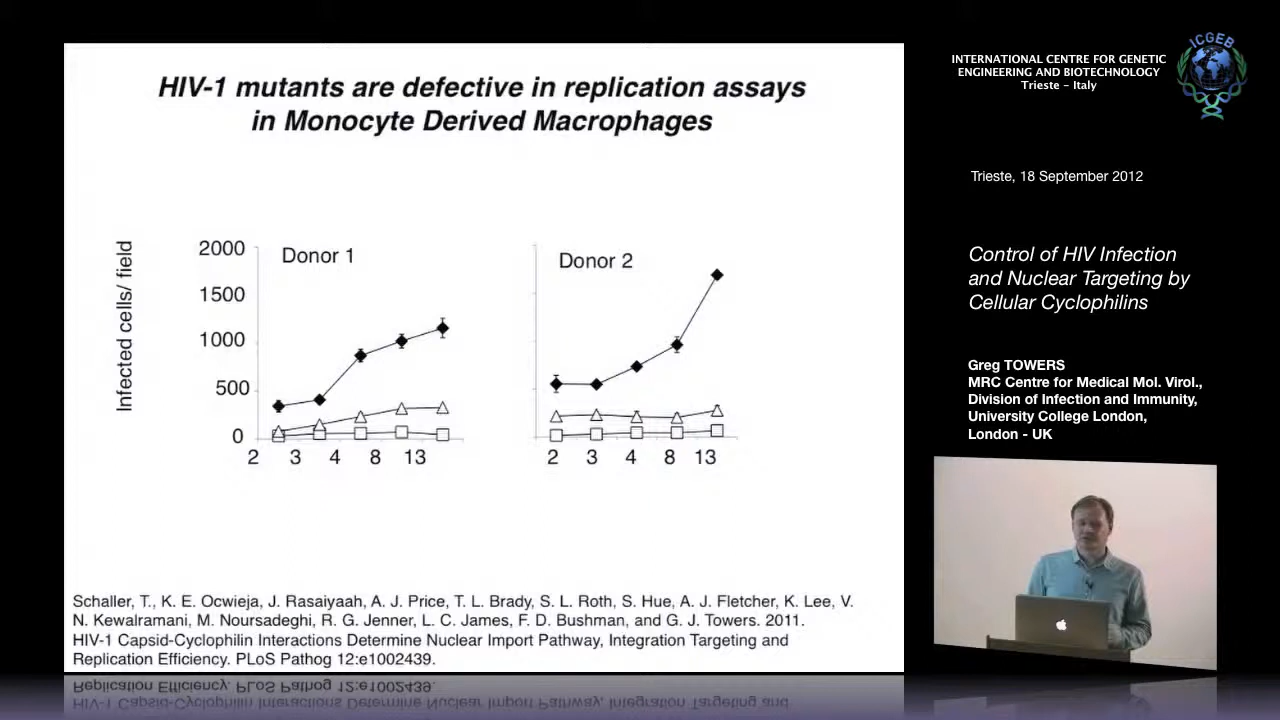 HIV-1 mutants are defective in replication assays
in Monocyte Derived Macrophages
Infected cells/ field
2000
1500
1000
500
0
Donor 1
2 3 4 8 13
Donor 2
2 3 4 8 13
Schaller, T., K. E. Ocwieja, J. Rasaiyaah, A. J. Price, T. L. Brady, S. L. Roth, S. Hue, A. J. Fletcher, K. Lee, V.
N. Kewalramani, M. Noursadeghi, R. G. Jenner, L. C. James, F. D. Bushman, and G. J. Towers. 2011.
HIV-1 Capsid-Cyclophilin Interactions Determine Nuclear Import Pathway, Integration Targeting and
Replication Efficiency. PLoS Pathog 12:e1002439.
INTERNATIONAL CENTRE FOR GENETIC
ENGINEERING AND BIOTECHNOLOGY
Trieste - Italy
ICGEB
Trieste, 18 September 2012
Control of HIV Infection
and Nuclear Targeting by
Cellular Cyclophilins
Greg TOWERS
MRC Centre for Medical Mol. Virol.,
Division of Infection and Immunity,
University College London,
London - UK